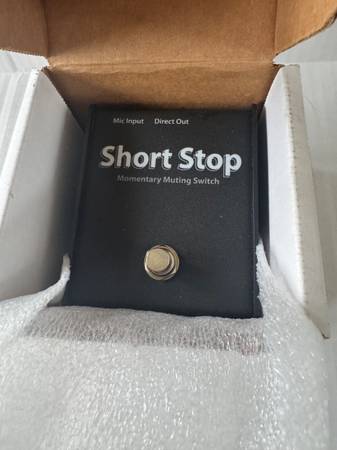 Mic Input Direct Out
Short Stop
Momentary Muting Switch